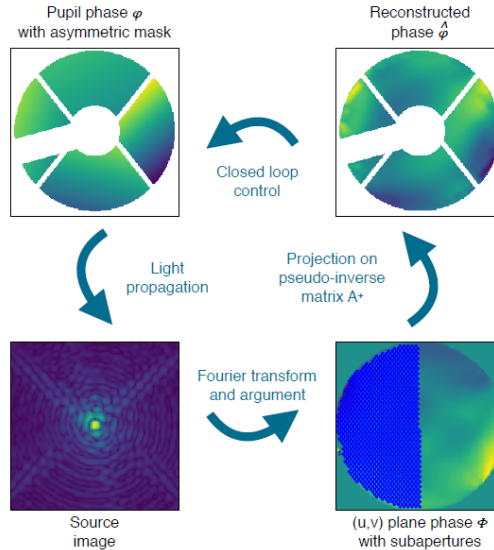 Pupil phase φ
with asymmetric mask
Reconstructed
phase φ̂
Closed loop
control
Light
propagation
Projection on
pseudo-inverse
matrix A+
Fourier transform
and argument
Source
image
(u,v) plane phase Φ
with subapertures